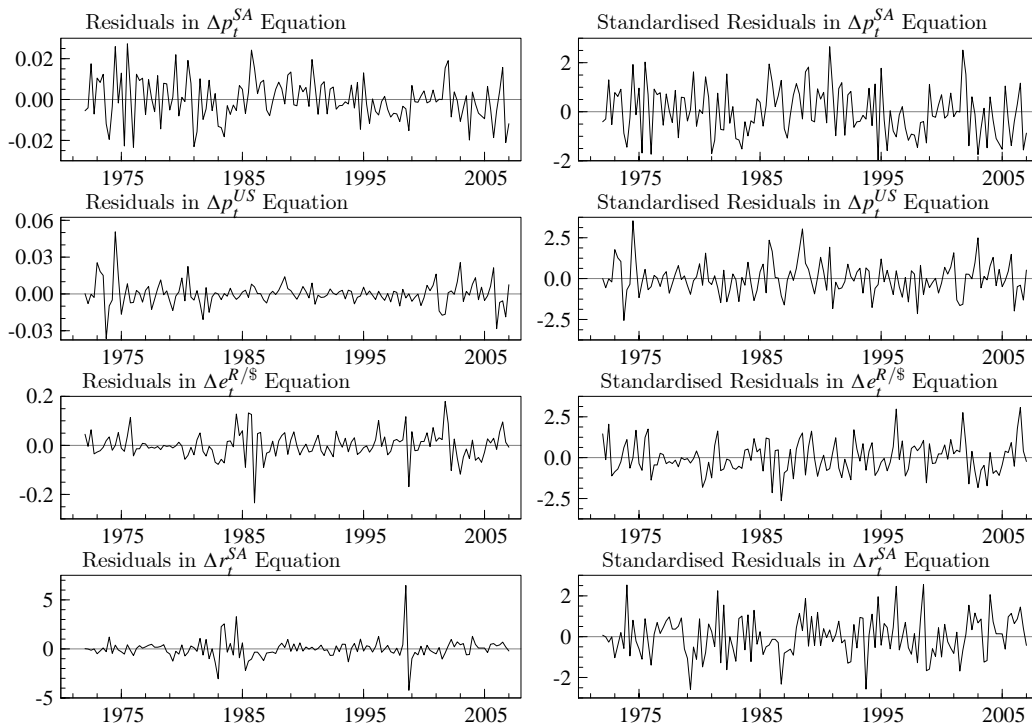 Residuals in Δp_t^{SA} Equation
0.02
0.00
-0.02
1975 1985 1995 2005
Standardised Residuals in Δp_t^{SA} Equation
2
0
-2
1975 1985 1995 2005
Residuals in Δp_t^{US} Equation
0.06
0.03
0.00
-0.03
1975 1985 1995 2005
Standardised Residuals in Δp_t^{US} Equation
2.5
0.0
-2.5
1975 1985 1995 2005
Residuals in Δe_t^{R/$} Equation
0.2
0.0
-0.2
1975 1985 1995 2005
Standardised Residuals in Δe_t^{R/$} Equation
2.5
0.0
-2.5
1975 1985 1995 2005
Residuals in Δr_t^{SA} Equation
5
0
-5
1975 1985 1995 2005
Standardised Residuals in Δr_t^{SA} Equation
2
0
-2
1975 1985 1995 2005